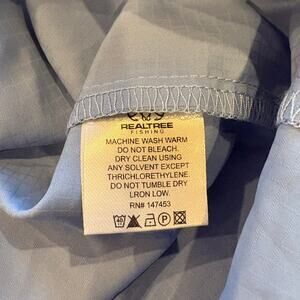 REALTREE
FISHING
MACHINE WASH WARM
DO NOT BLEACH.
DRY CLEAN USING
ANY SOLVENT EXCEPT
THRICHLORETHYLENE.
DO NOT TUMBLE DRY
LRON LOW.
RN# 147453
P